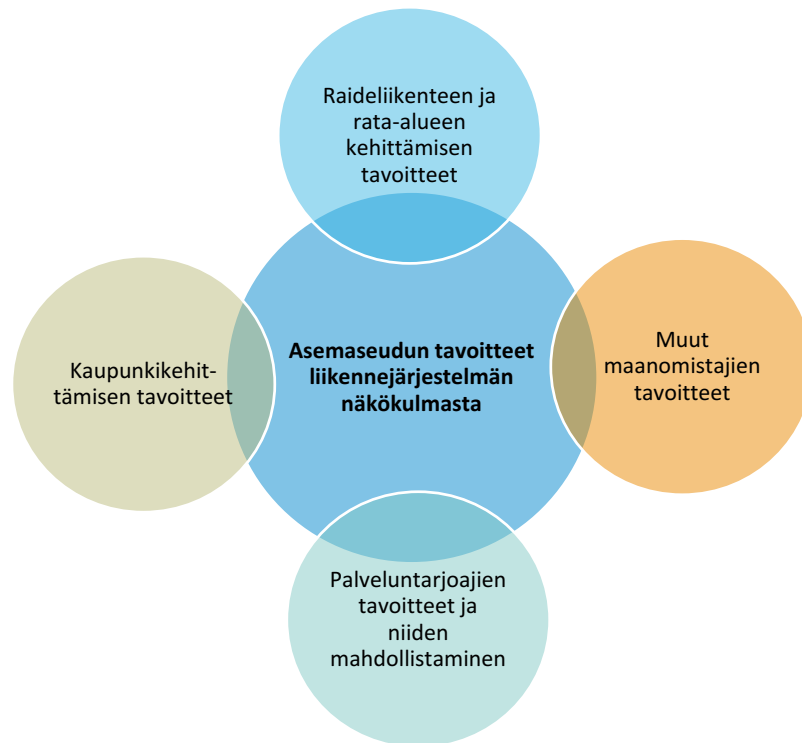 Raideliikenteen ja
rata-alueen
kehittämisen
tavoitteet
Asemaseudun tavoitteet
liikennejärjestelmän
näkökulmasta
Kaupunkikehit-
tämisen tavoitteet
Muut
maanomistajien
tavoitteet
Palveluntarjoajien
tavoitteet ja
niiden
mahdollistaminen